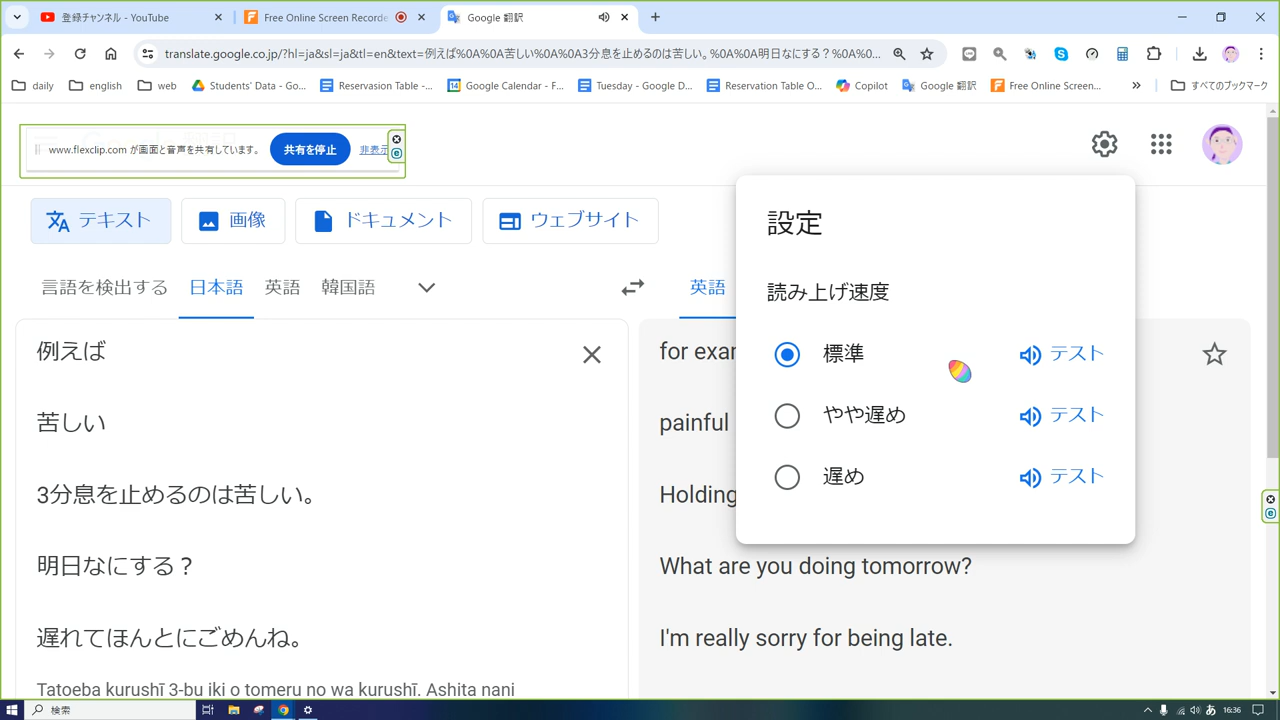 登録チャンネル - YouTube
Free Online Screen Recorde
Google 翻訳
translate.google.co.jp/?hl=ja&sl=ja&tl=en&text=例えば%0A%0A苦しい%0A%0A3分息を止めるのは苦しい。%0A%0A明日なにする？%0A%0...
daily
english
web
Students' Data - Go...
Reservasion Table -...
Google Calendar - F...
Tuesday - Google D...
Reservation Table O...
Copilot
Google 翻訳
Free Online Screen...
»
すべてのブックマーク
www.flexclip.com が画面と音声を共有しています。
共有を停止
非表示
テキスト
画像
ドキュメント
ウェブサイト
言語を検出する
日本語
英語
韓国語
英語
設定
読み上げ速度
標準
テスト
やや遅め
テスト
遅め
テスト
例えば
苦しい
3分息を止めるのは苦しい。
明日なにする？
遅れてほんとにごめんね。
Tatoeba kurushī 3-bu iki o tomeru no wa kurushī. Ashita nani
for exam
painful
Holding
What are you doing tomorrow?
I'm really sorry for being late.
検索
あ
16:36